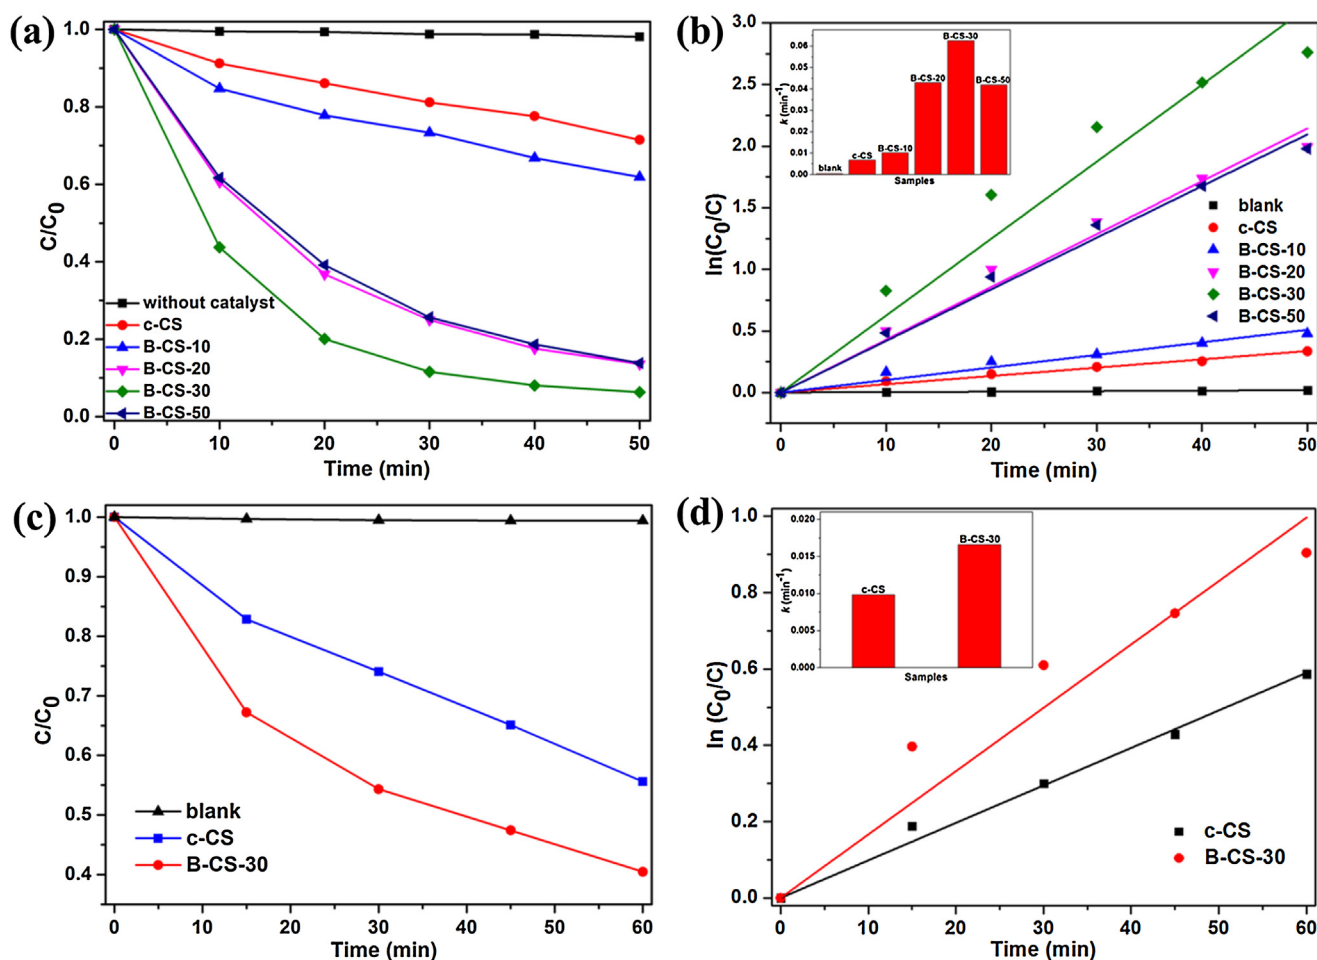 (a)
1.0
0.8
0.6
0.4
0.2
0.0
C/C0
without catalyst
c-CS
B-CS-10
B-CS-20
B-CS-30
B-CS-50
0 10 20 30 40 50
Time (min)
(b)
3.0
2.5
2.0
1.5
1.0
0.5
0.0
ln(C0/C)
0.06
0.05
0.04
0.03
0.02
0.01
0.00
k (min-1)
blank
c-CS
B-CS-10
B-CS-20
B-CS-30
B-CS-50
Samples
blank
c-CS
B-CS-10
B-CS-20
B-CS-30
B-CS-50
0 10 20 30 40 50
Time (min)
(c)
1.0
0.9
0.8
0.7
0.6
0.5
0.4
C/C0
blank
c-CS
B-CS-30
0 10 20 30 40 50 60
Time (min)
(d)
1.0
0.8
0.6
0.4
0.2
0.0
ln (C0/C)
0.020
0.015
0.010
0.005
0.000
k (min-1)
c-CS
B-CS-30
Samples
c-CS
B-CS-30
0 10 20 30 40 50 60
Time (min)